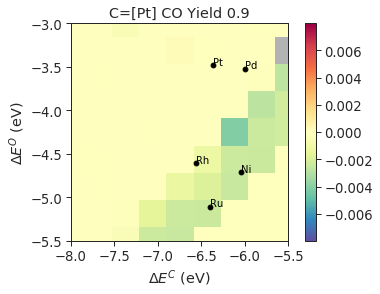 C=[Pt] CO Yield 0.9
−3.0
−3.5
−4.0
−4.5
−5.0
−5.5
ΔE^O (eV)
Pt
Pd
Rh
Ni
Ru
−8.0 −7.5 −7.0 −6.5 −6.0 −5.5
ΔE^C (eV)
0.006
0.004
0.002
0.000
−0.002
−0.004
−0.006